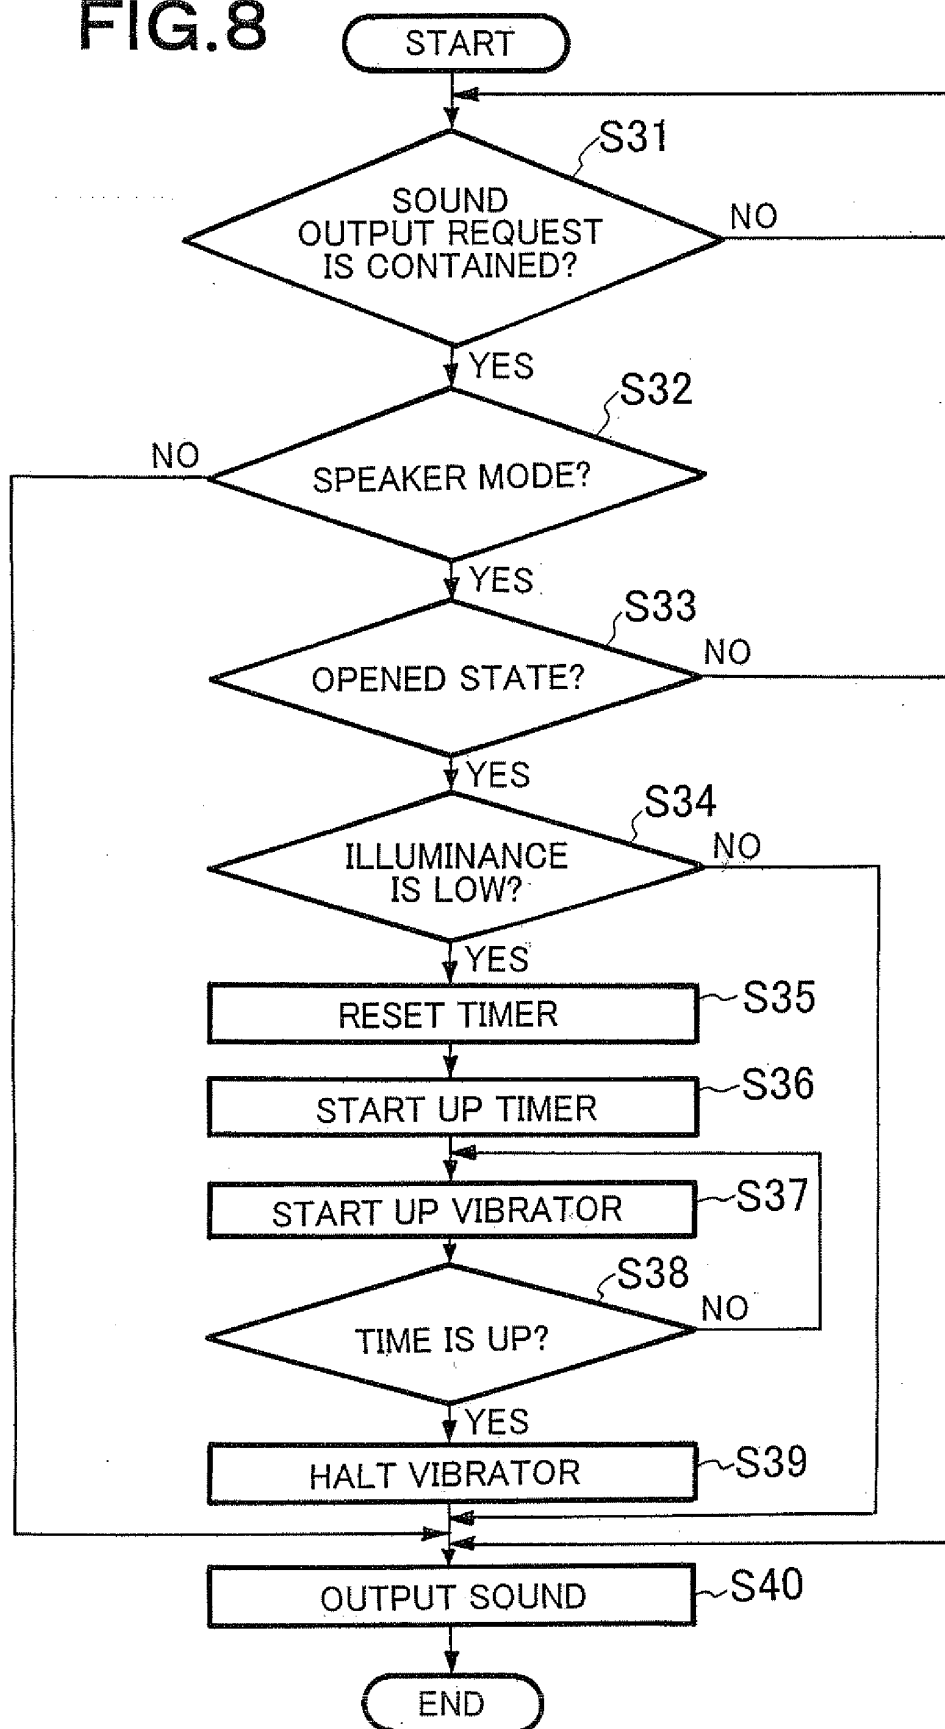 FIG.8
START
S31
SOUND
OUTPUT REQUEST
IS CONTAINED?
NO
YES
S32
NO
SPEAKER MODE?
YES
S33
NO
OPENED STATE?
YES
S34
NO
ILLUMINANCE
IS LOW?
YES
RESET TIMER
S35
START UP TIMER
S36
START UP VIBRATOR
S37
S38
NO
TIME IS UP?
YES
HALT VIBRATOR
S39
OUTPUT SOUND
S40
END